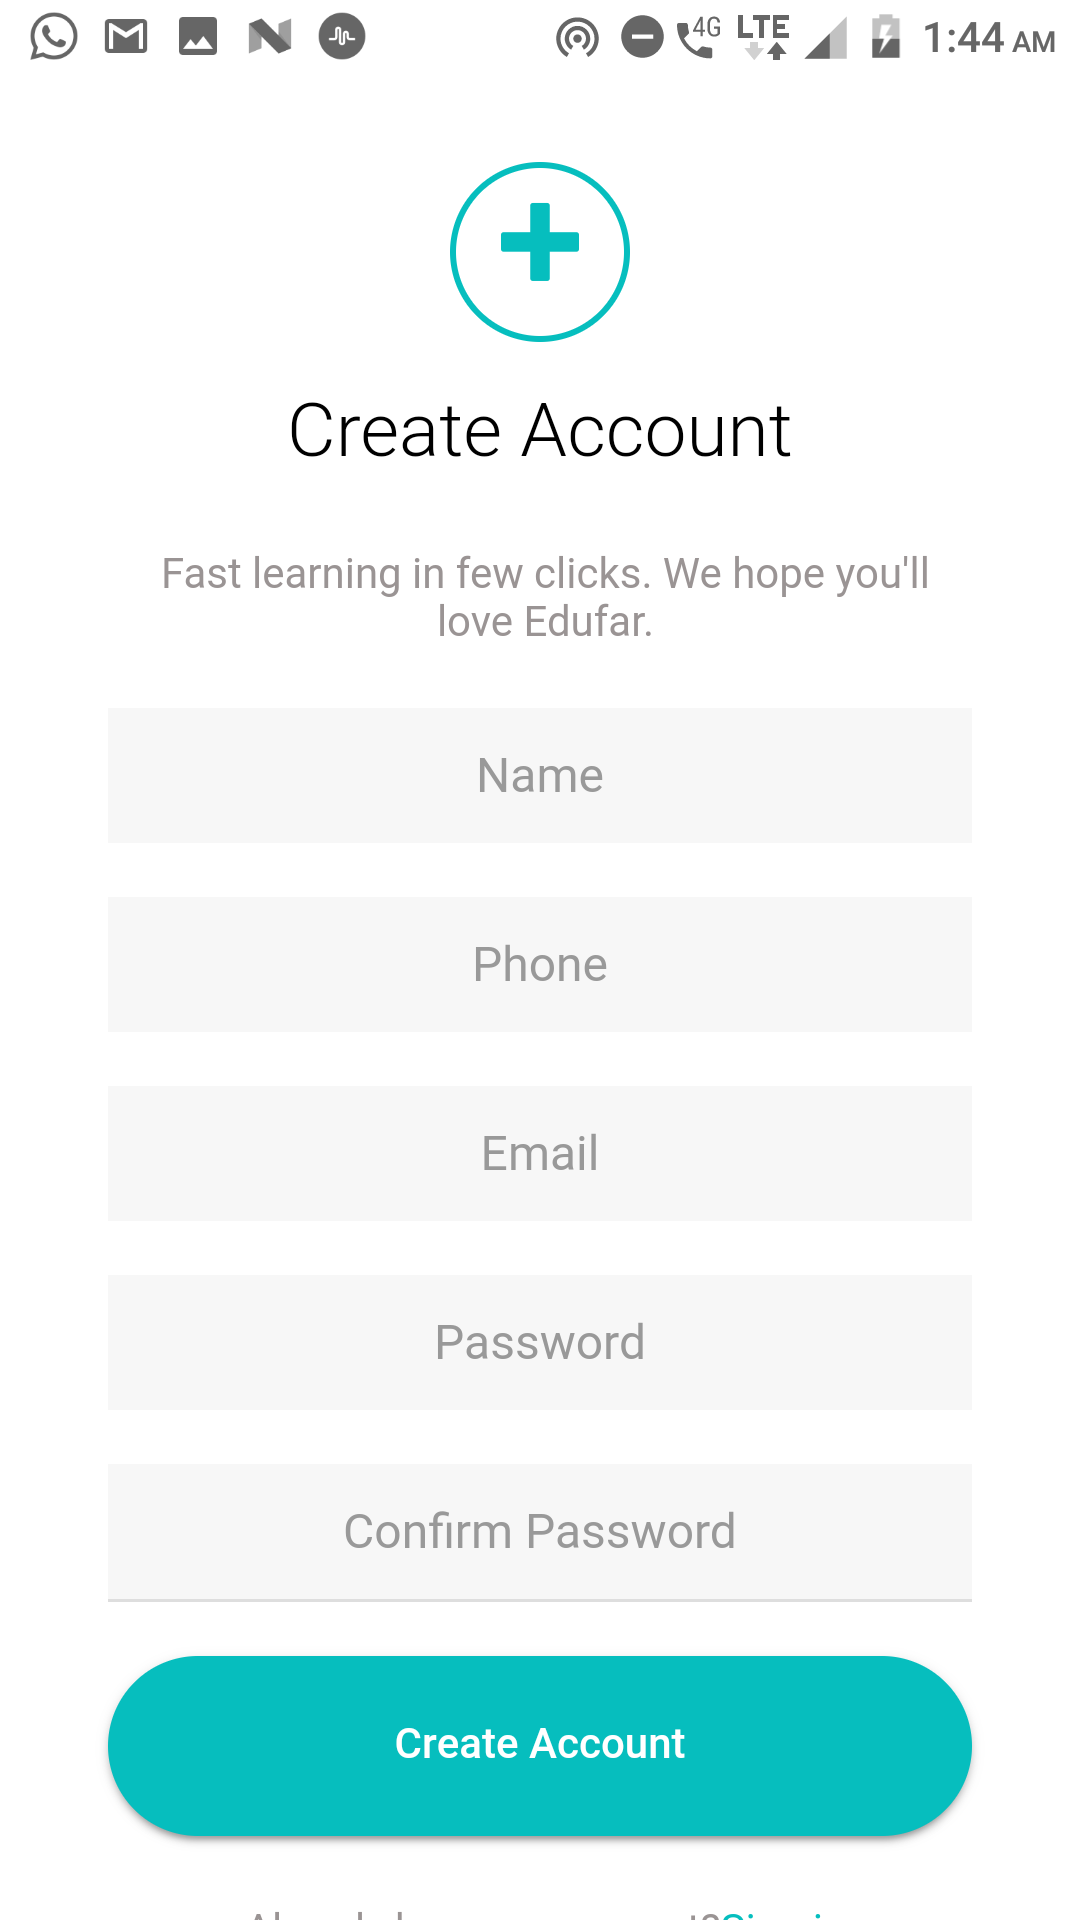 4G LTE 1:44 AM
Create Account
Fast learning in few clicks. We hope you'll
love Edufar.
Name
Phone
Email
Password
Confirm Password
Create Account